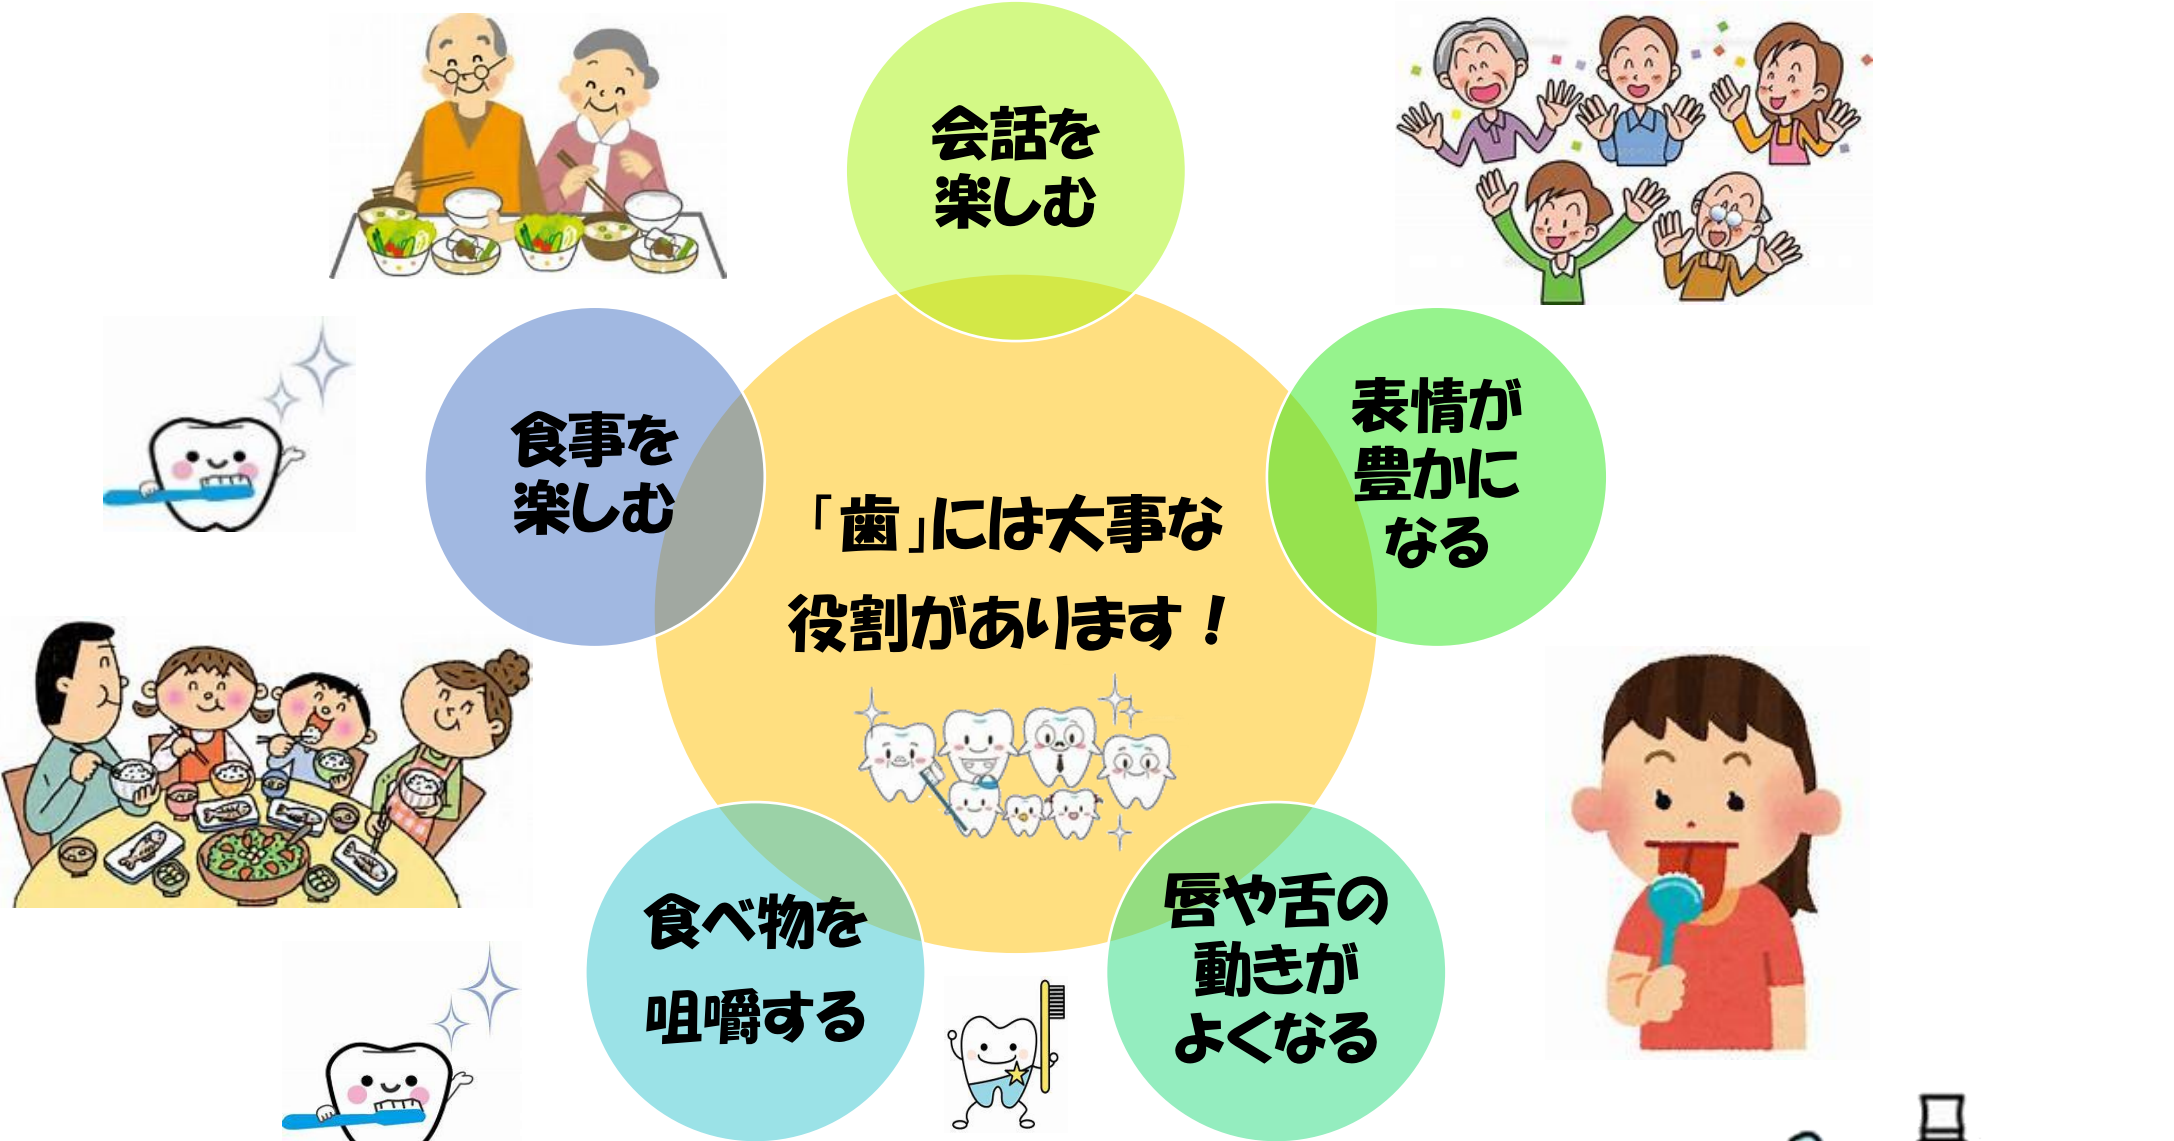 会話を
楽しむ
表情が
豊かに
なる
食事を
楽しむ
「歯」には大事な
役割があります！
食べ物を
咀嚼する
唇や舌の
動きが
よくなる